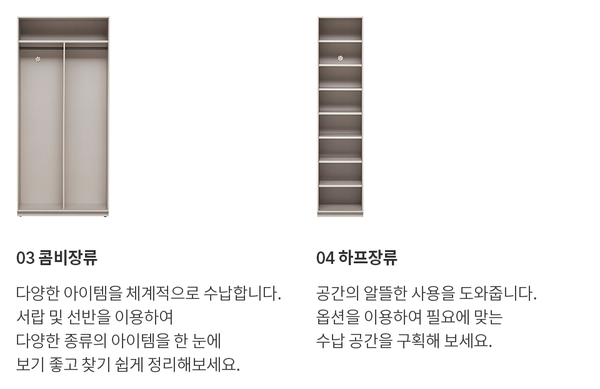 03 콤비장류
다양한 아이템을 체계적으로 수납합니다.
서랍 및 선반을 이용하여
다양한 종류의 아이템을 한 눈에
보기 좋고 찾기 쉽게 정리해보세요.
04 하프장류
공간의 알뜰한 사용을 도와줍니다.
옵션을 이용하여 필요에 맞는
수납 공간을 구획해 보세요.